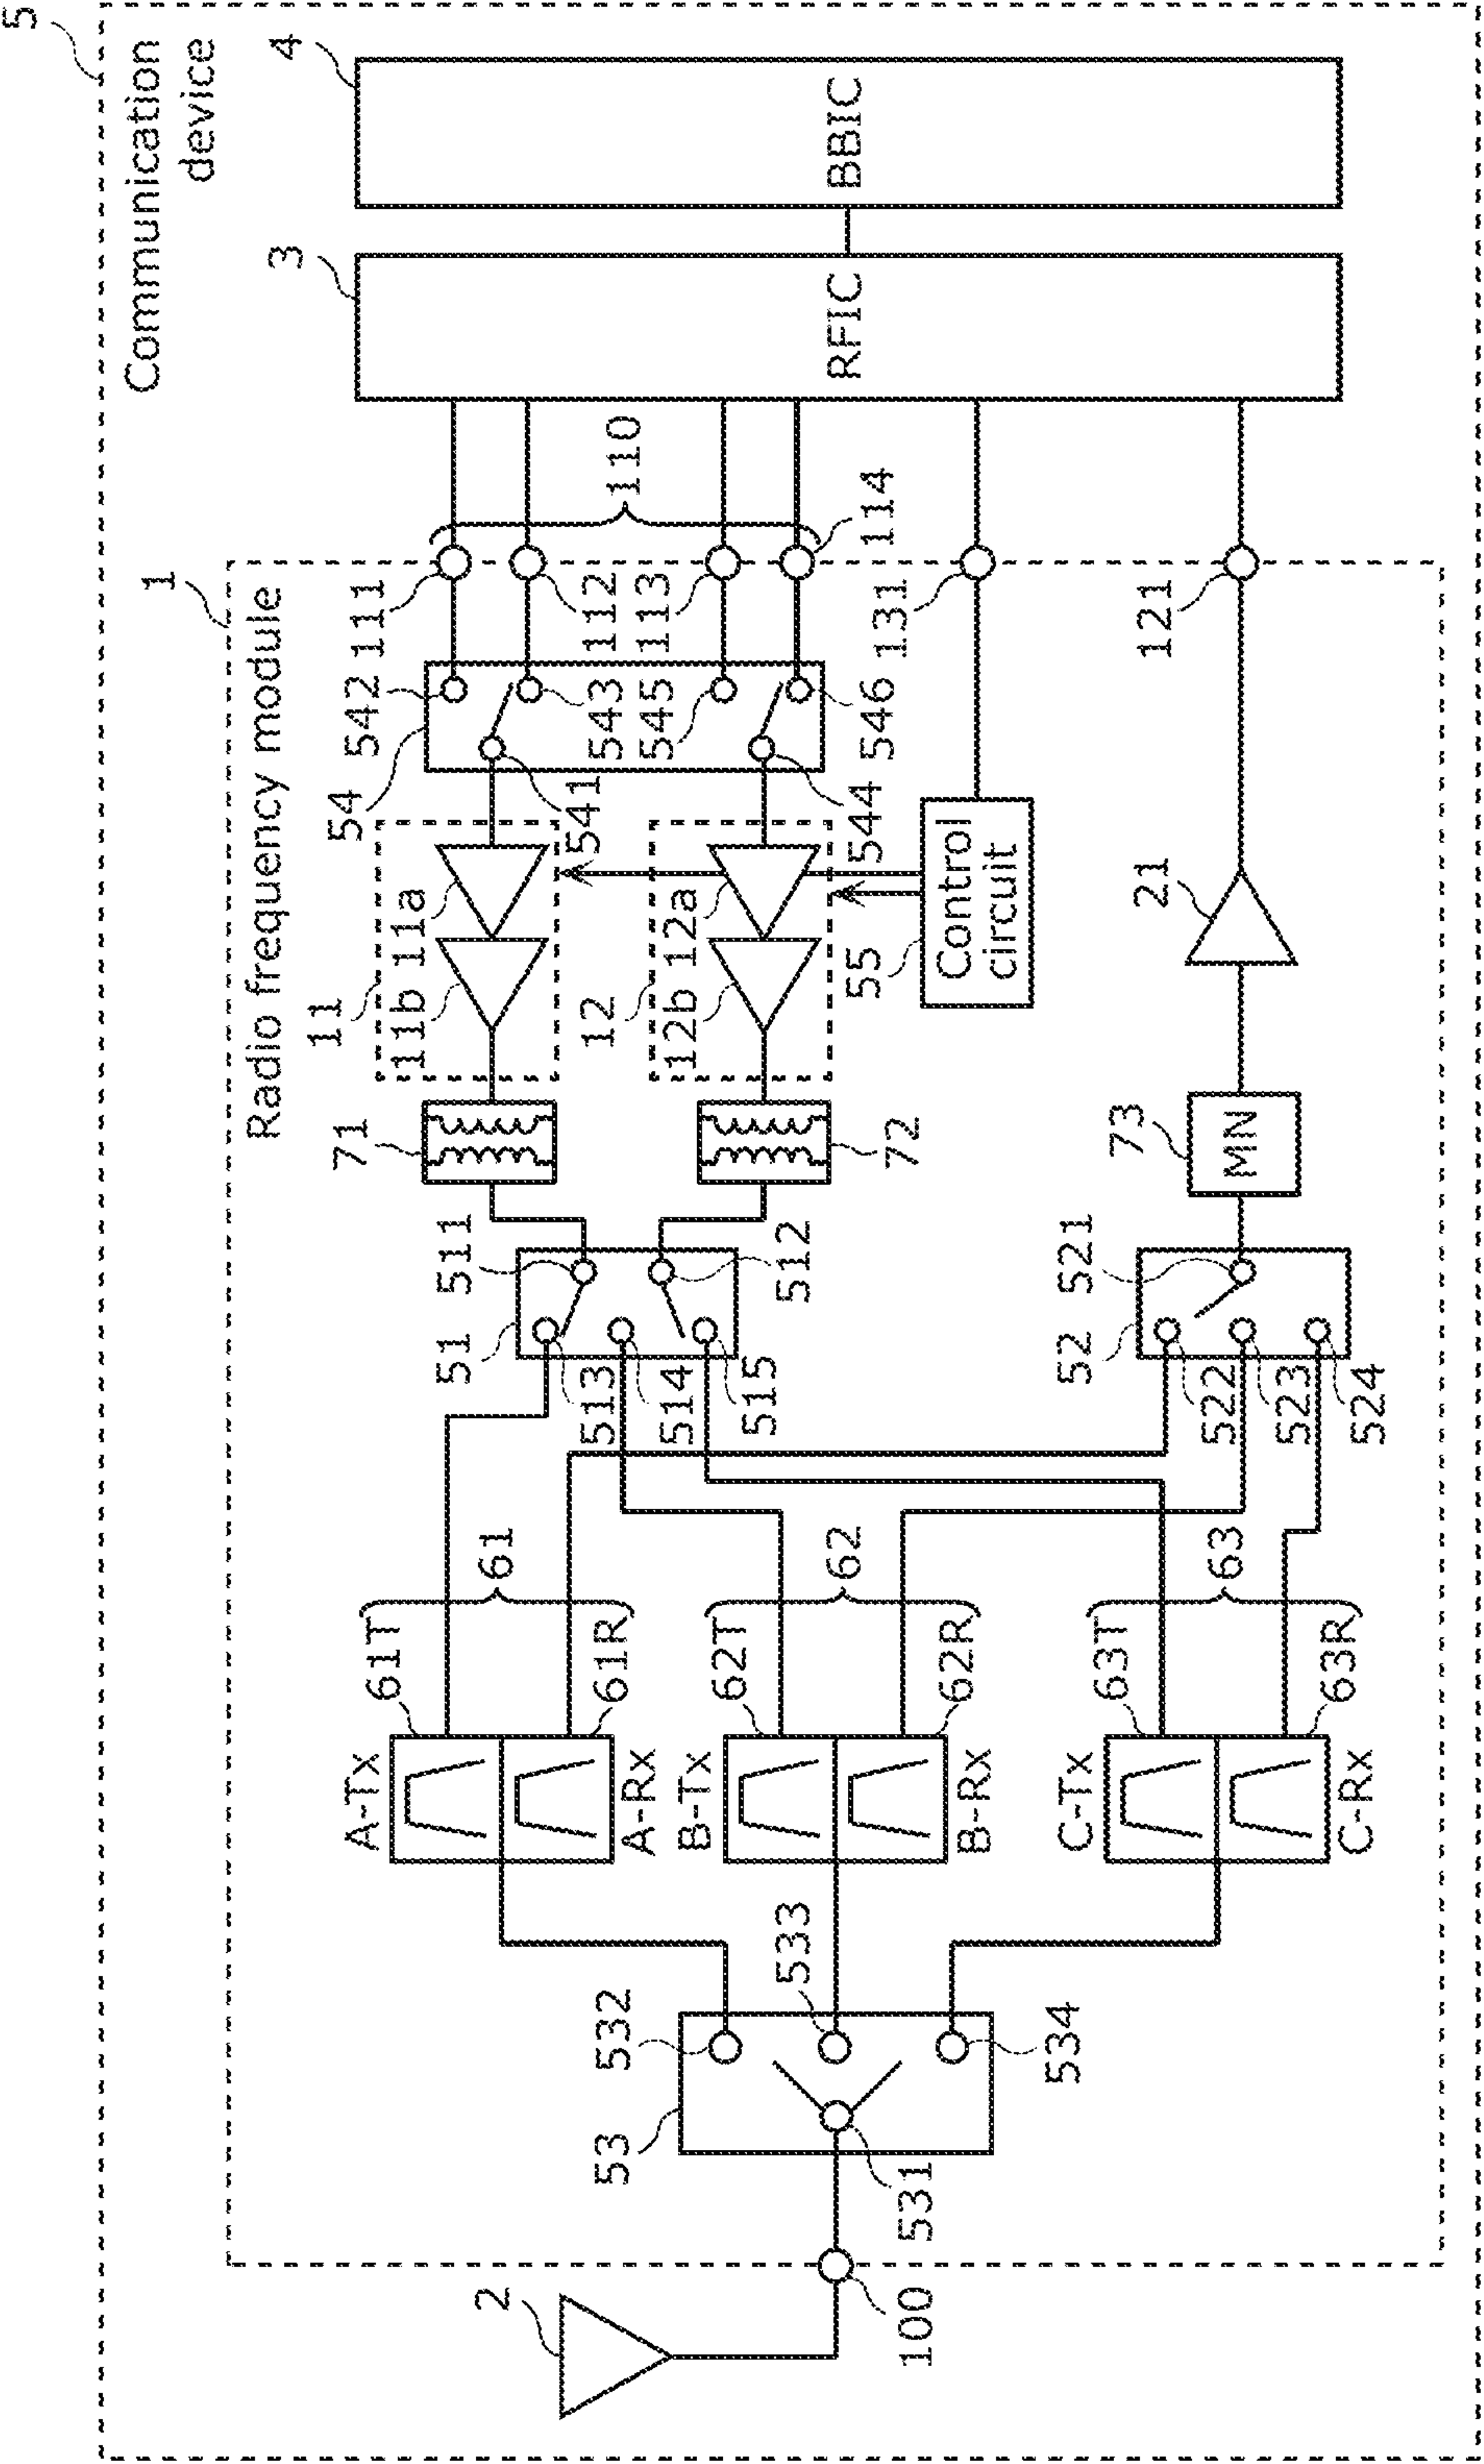 5
Communication
device
1
Radio frequency module
2
100
53
531
532
533
534
A-Tx
61T
61
A-Rx
61R
B-Tx
62T
62
B-Rx
62R
C-Tx
63T
63
C-Rx
63R
51
511
512
513
514
515
52
521
522
523
524
71
72
73
MN
11
11b 11a
12
12b 12a
21
55
Control
circuit
54
541
542
543
544
545
546
111
112
113
114
110
131
121
3
RFIC
4
BBIC